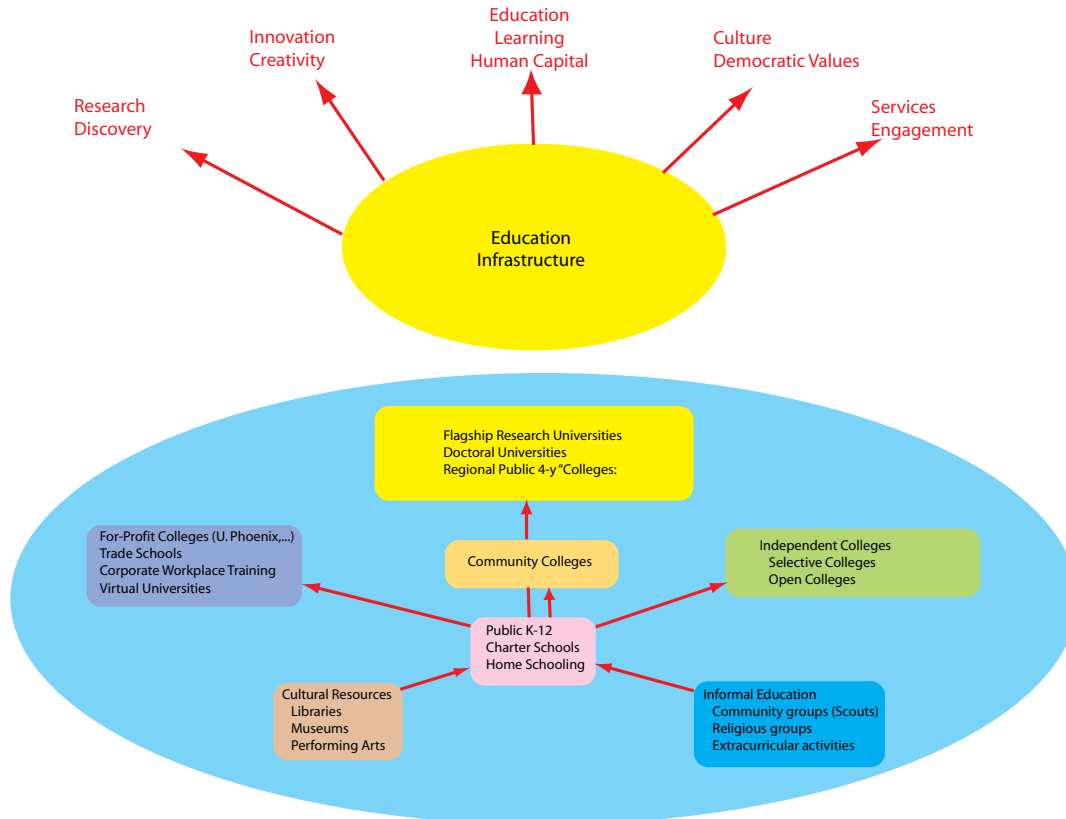 Education
Learning
Human Capital
Innovation
Creativity
Culture
Democratic Values
Research
Discovery
Services
Engagement
Education
Infrastructure
Flagship Research Universities
Doctoral Universities
Regional Public 4-y “Colleges:
For-Profit Colleges (U. Phoenix,...)
Trade Schools
Corporate Workplace Training
Virtual Universities
Community Colleges
Independent Colleges
Selective Colleges
Open Colleges
Public K-12
Charter Schools
Home Schooling
Cultural Resources
Libraries
Museums
Performing Arts
Informal Education
Community groups (Scouts)
Religious groups
Extracurricular activities